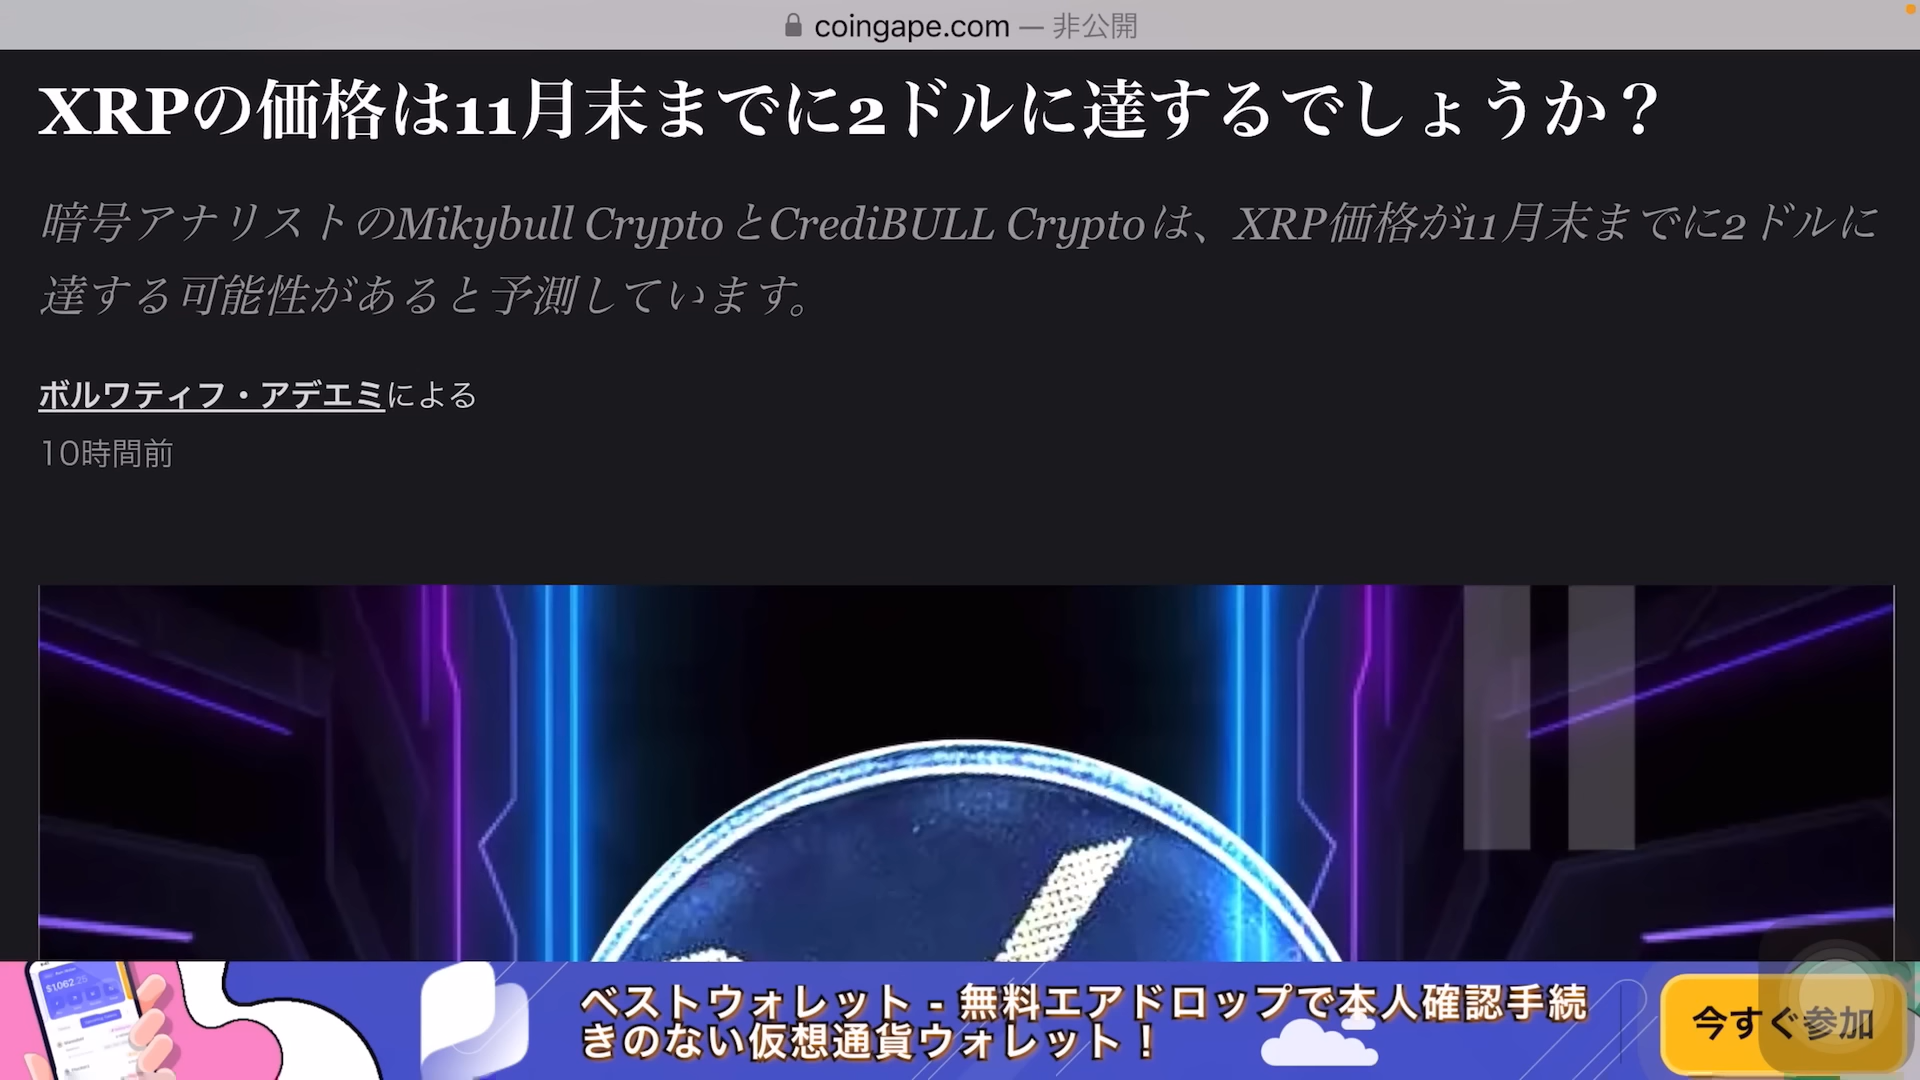 coingape.com — 非公開
XRPの価格は11月末までに2ドルに達するでしょうか？
暗号アナリストのMikybull CryptoとCrediBULL Cryptoは、XRP価格が11月末までに2ドルに
達する可能性があると予測しています。
ボルワティフ・アデエミによる
10時間前
$1,062.25
ベストウォレット - 無料エアドロップで本人確認手続
きのない仮想通貨ウォレット！
今すぐ参加